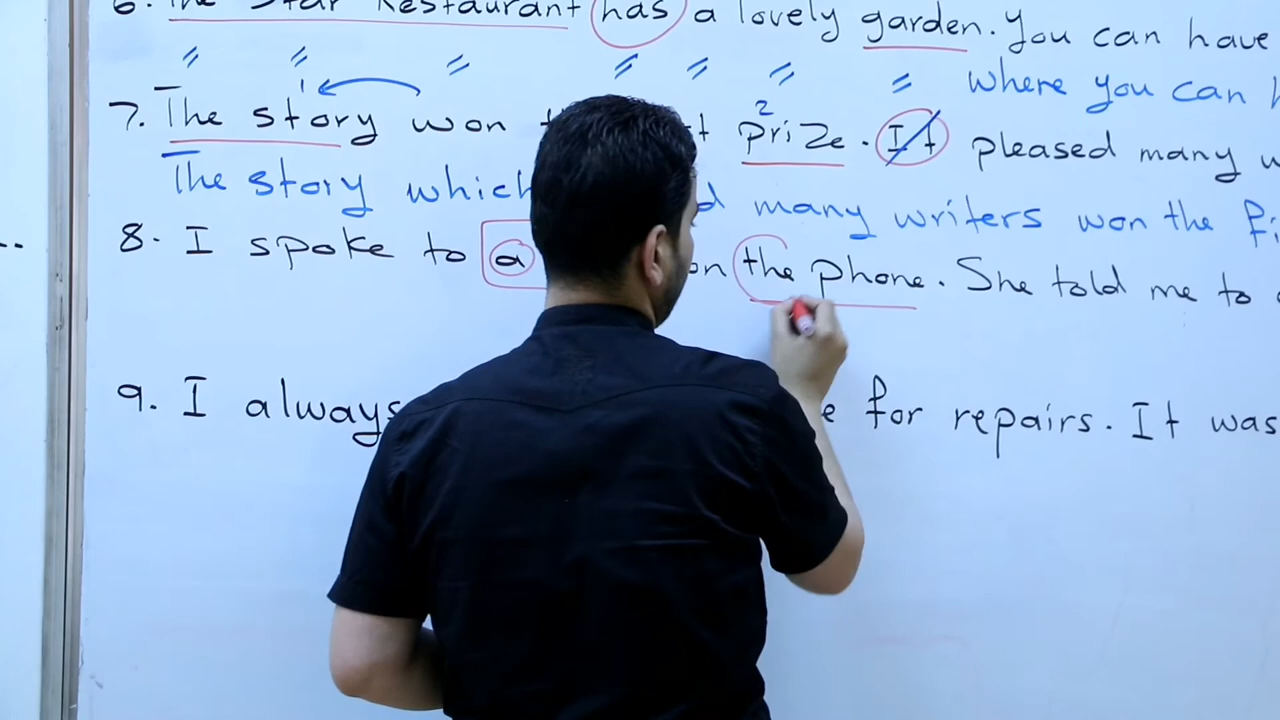 6. The Star Restaurant has a lovely garden. You can have
where you can
7. The story won prize. It pleased many
The story which many writers won the
8. I spoke to a on the phone. She told me to
9. I always for repairs. It was